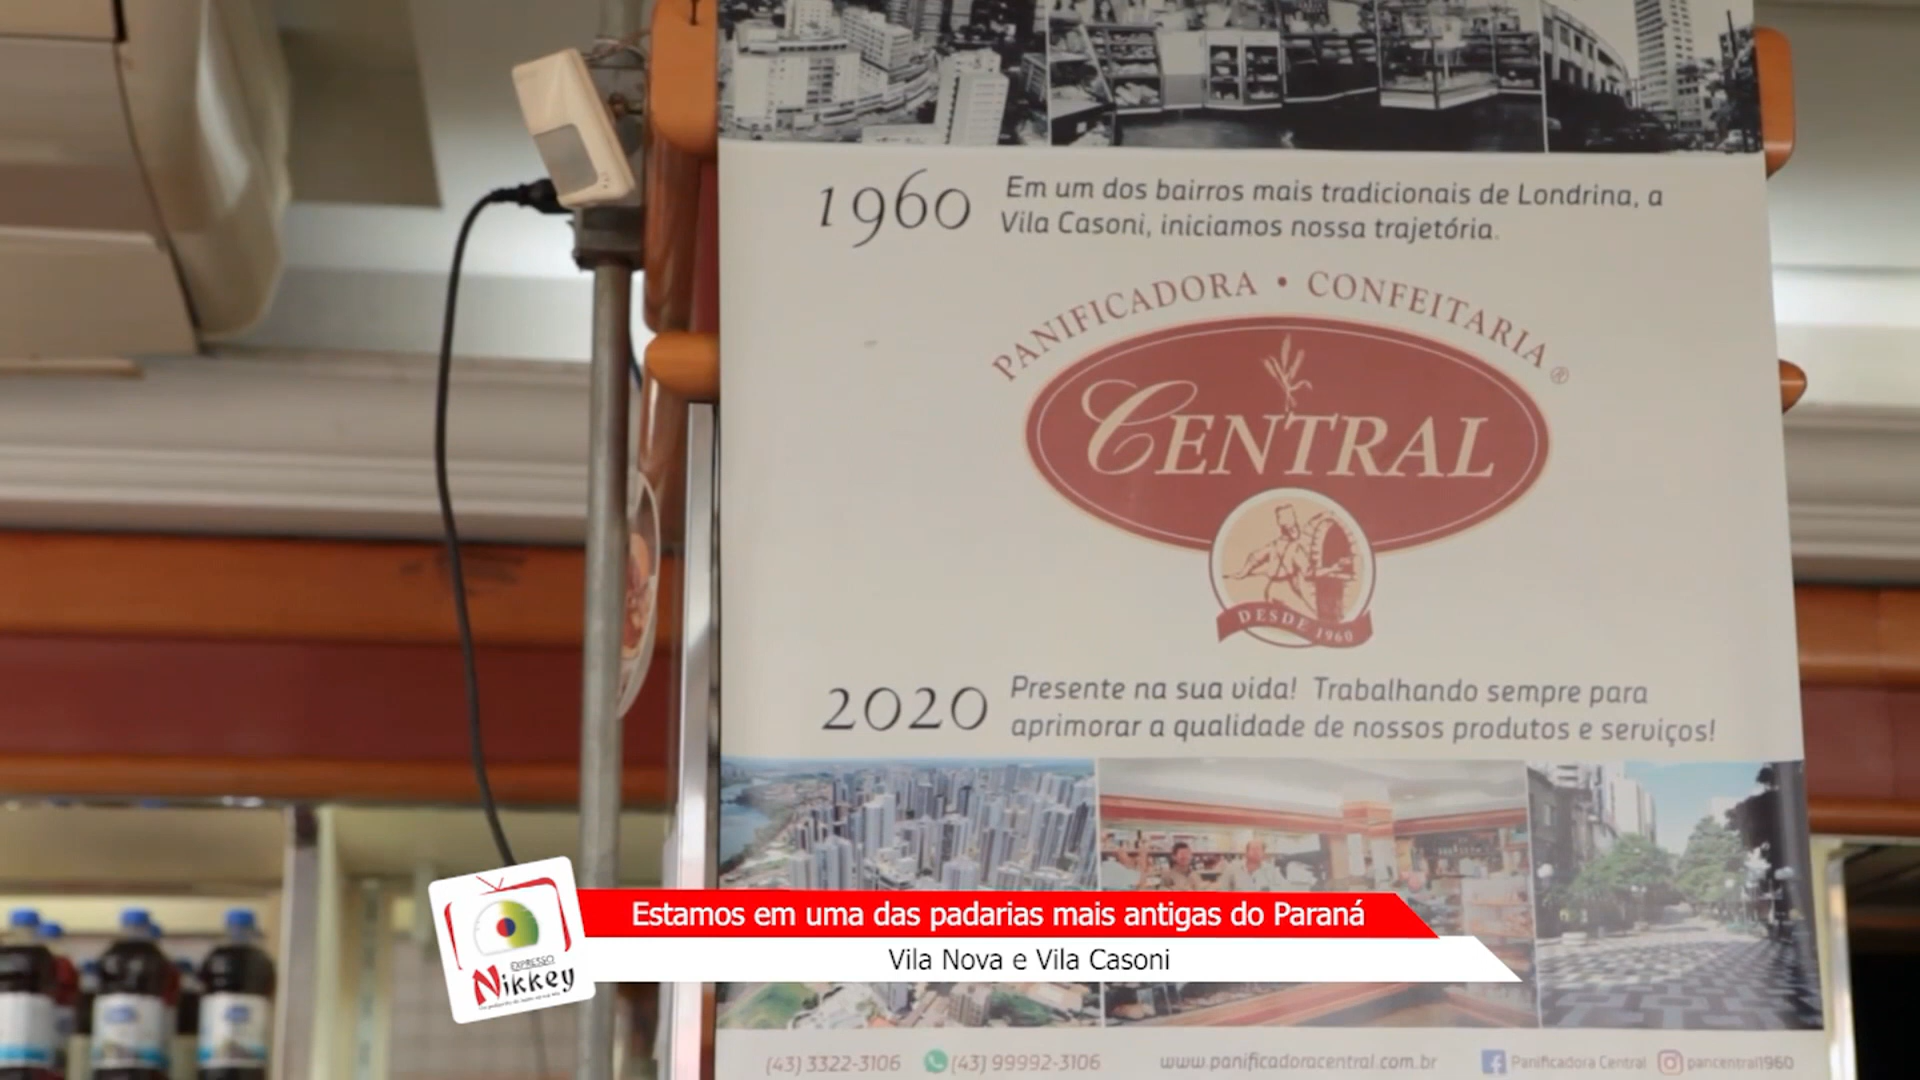 1960
Em um dos bairros mais tradicionais de Londrina, a
Vila Casoni, iniciamos nossa trajetória.
PANIFICADORA • CONFEITARIA ®
CENTRAL
DESDE 1960
2020
Presente na sua vida! Trabalhando sempre para
aprimorar a qualidade de nossos produtos e serviços!
Estamos em uma das padarias mais antigas do Paraná
Vila Nova e Vila Casoni
EXPRESSO
Nikkey
(43) 3322-3106 (43) 99992-3106 www.panificadoracentral.com.br Panificadora Central pancentral1960